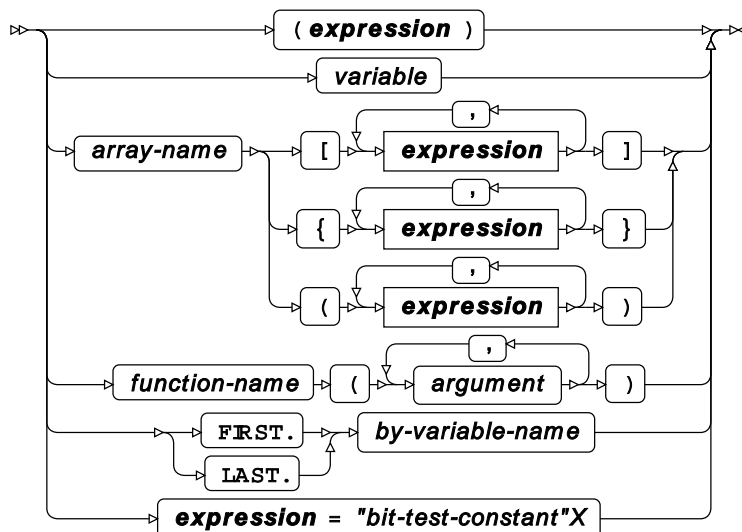 ( expression )
variable
,
array-name [ expression ]
,
{ expression }
,
( expression )
,
function-name ( argument )
FIRST. by-variable-name
LAST.
expression = "bit-test-constant"X